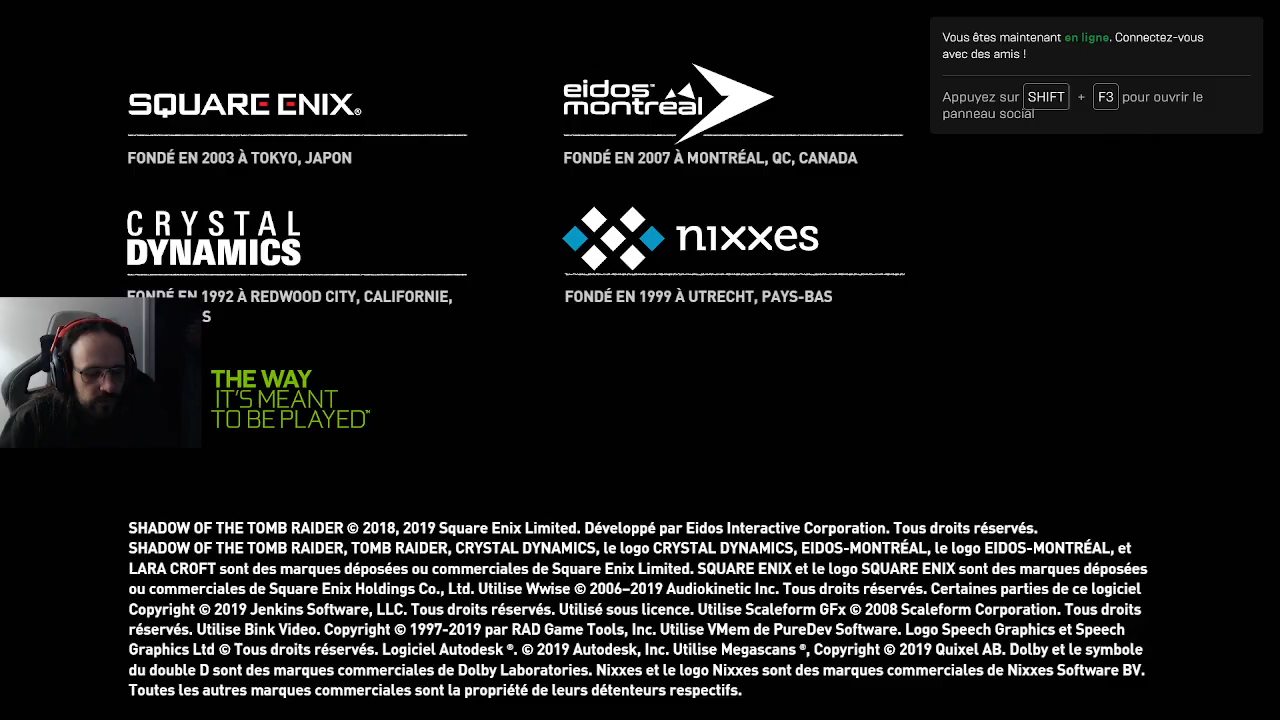 Vous êtes maintenant en ligne. Connectez-vous
avec des amis !
Appuyez sur SHIFT + F3 pour ouvrir le
panneau social
SQUARE ENIX®
eidos™
montréal
FONDÉ EN 2003 À TOKYO, JAPON
FONDÉ EN 2007 À MONTRÉAL, QC, CANADA
CRYSTAL
DYNAMICS
nixxes
FONDÉ EN 1992 À REDWOOD CITY, CALIFORNIE,
FONDÉ EN 1999 À UTRECHT, PAYS-BAS
THE WAY
IT'S MEANT
TO BE PLAYED™
SHADOW OF THE TOMB RAIDER © 2018, 2019 Square Enix Limited. Développé par Eidos Interactive Corporation. Tous droits réservés.
SHADOW OF THE TOMB RAIDER, TOMB RAIDER, CRYSTAL DYNAMICS, le logo CRYSTAL DYNAMICS, EIDOS-MONTRÉAL, le logo EIDOS-MONTRÉAL, et
LARA CROFT sont des marques déposées ou commerciales de Square Enix Limited. SQUARE ENIX et le logo SQUARE ENIX sont des marques déposées
ou commerciales de Square Enix Holdings Co., Ltd. Utilise Wwise © 2006–2019 Audiokinetic Inc. Tous droits réservés. Certaines parties de ce logiciel
Copyright © 2019 Jenkins Software, LLC. Tous droits réservés. Utilisé sous licence. Utilise Scaleform GFx © 2008 Scaleform Corporation. Tous droits
réservés. Utilise Bink Video. Copyright © 1997-2019 par RAD Game Tools, Inc. Utilise VMem de PureDev Software. Logo Speech Graphics et Speech
Graphics Ltd © Tous droits réservés. Logiciel Autodesk ®. © 2019 Autodesk, Inc. Utilise Megascans ®, Copyright © 2019 Quixel AB. Dolby et le symbole
du double D sont des marques commerciales de Dolby Laboratories. Nixxes et le logo Nixxes sont des marques commerciales de Nixxes Software BV.
Toutes les autres marques commerciales sont la propriété de leurs détenteurs respectifs.